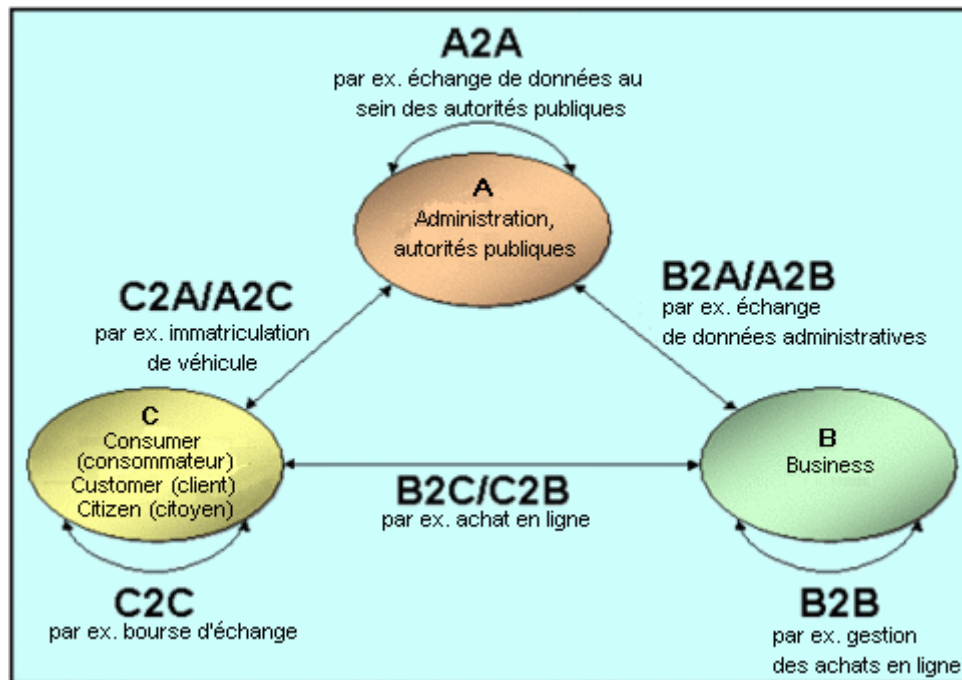 A2A
par ex. échange de données au
sein des autorités publiques
A
Administration,
autorités publiques
C2A/A2C
par ex. immatriculation
de véhicule
B2A/A2B
par ex. échange
de données administratives
C
Consumer
(consommateur)
Customer (client)
Citizen (citoyen)
B
Business
B2C/C2B
par ex. achat en ligne
C2C
par ex. bourse d'échange
B2B
par ex. gestion
des achats en ligne